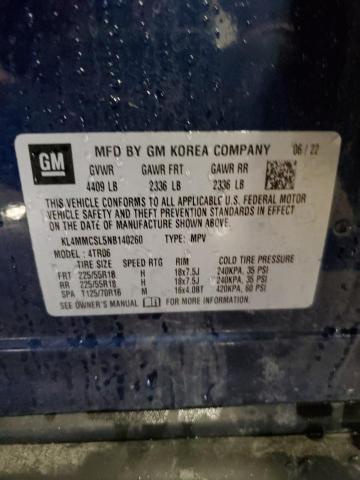 GM
MFD BY GM KOREA COMPANY 06/22
GVWR GAWR FRT GAWR RR
4409 LB 2336 LB 2336 LB
THIS VEHICLE CONFORMS TO ALL APPLICABLE U.S. FEDERAL MOTOR
VEHICLE SAFETY AND THEFT PREVENTION STANDARDS IN EFFECT
ON THE DATE OF MANUFACTURE SHOWN ABOVE.
KL4MMCSL5NB140260 TYPE: MPV
MODEL: 4TR06
TIRE SIZE SPEED RTG RIM COLD TIRE PRESSURE
FRT 225/55R18 H 18x7.5J 240KPA, 35 PSI
RR 225/55R18 H 18x7.5J 240KPA, 35 PSI
SPA T125/70R16 M 16x4.0BT 420KPA, 60 PSI
SEE OWNER'S MANUAL FOR ADDITIONAL INFORMATION